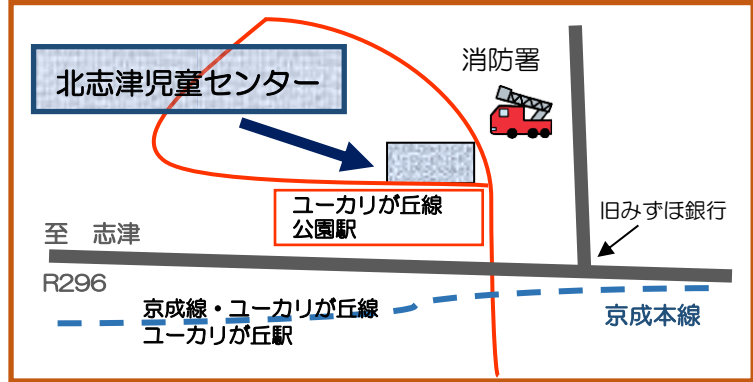 消防署
北志津児童センター
ユーカリが丘線
公園駅
旧みずほ銀行
至　志津
R296
京成線・ユーカリが丘線
ユーカリが丘駅
京成本線